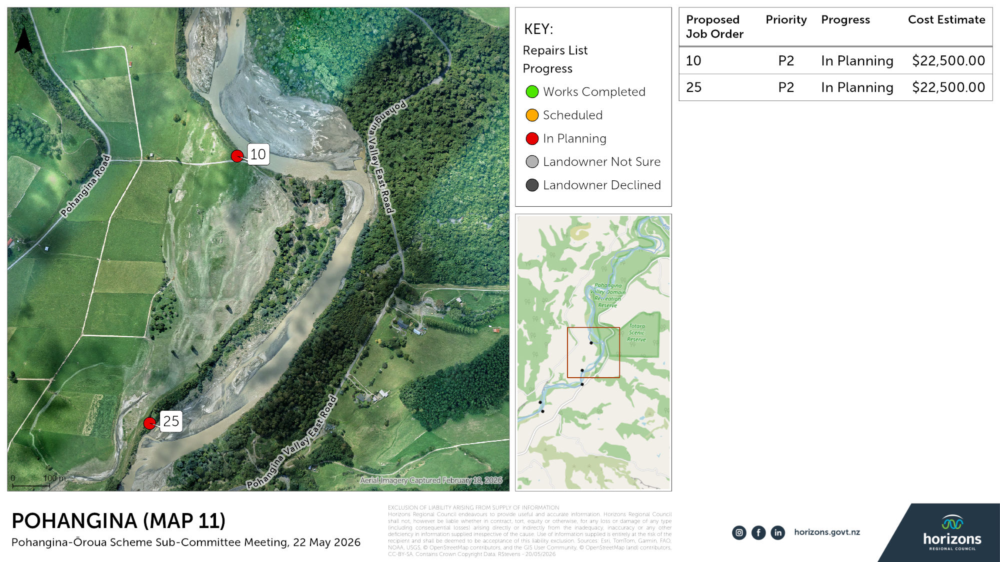 N
Pohangina Road
Pohangina Valley East Road
10
25
Pohangina Valley East Road
0 100 m
Aerial Imagery Captured February 18, 2026
KEY:
Repairs List
Progress
Works Completed
Scheduled
In Planning
Landowner Not Sure
Landowner Declined
Pohangina
Valley Domain
Recreation
Reserve
Totara
Scenic
Reserve
Proposed Job Order Priority Progress Cost Estimate
10 P2 In Planning $22,500.00
25 P2 In Planning $22,500.00
POHANGINA (MAP 11)
Pohangina-Ōroua Scheme Sub-Committee Meeting, 22 May 2026
EXCLUSION OF LIABILITY ARISING FROM SUPPLY OF INFORMATION
Horizons Regional Council endeavours to provide useful and accurate information. Horizons Regional Council
shall not, however be liable whether in contract, tort, equity or otherwise, for any loss or damage of any type
(including consequential losses) arising directly or indirectly from the inadequacy, inaccuracy or any other
deficiency in information supplied irrespective of the cause. Use of information supplied is entirely at the risk of the
recipient and shall be deemed to be acceptance of this liability exclusion. Sources: Esri, TomTom, Garmin, FAO,
NOAA, USGS, © OpenStreetMap contributors, and the GIS User Community, © OpenStreetMap (and) contributors,
CC-BY-SA. Contains Crown Copyright Data. RStevens - 20/05/2026
horizons.govt.nz
horizons
REGIONAL COUNCIL